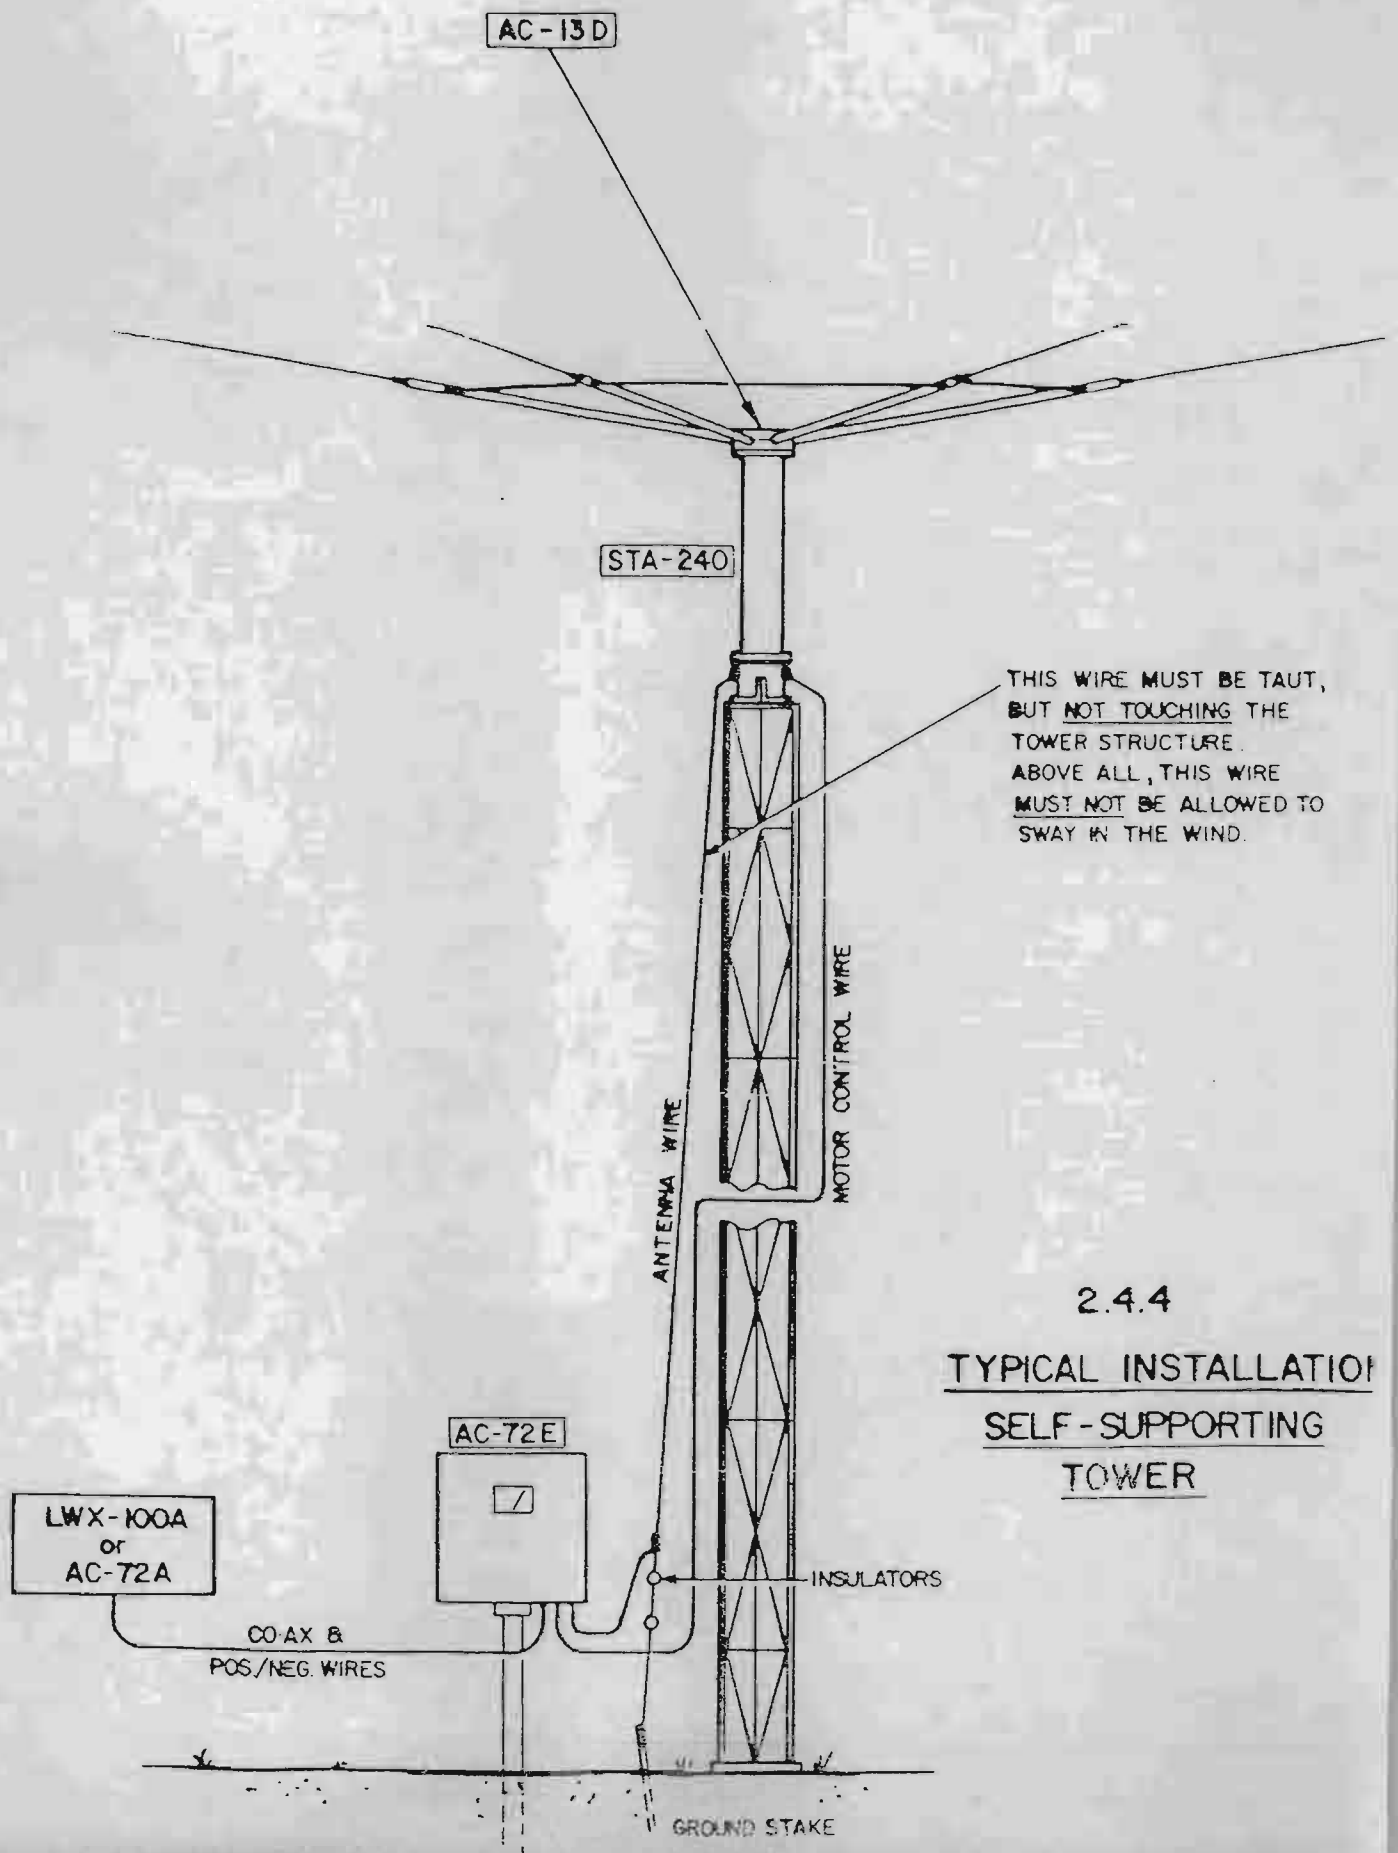 AC-13D
STA-240
THIS WIRE MUST BE TAUT,
BUT NOT TOUCHING THE
TOWER STRUCTURE.
ABOVE ALL, THIS WIRE
MUST NOT BE ALLOWED TO
SWAY IN THE WIND.
MOTOR CONTROL WIRE
ANTENNA WIRE
2.4.4
TYPICAL INSTALLATION
SELF-SUPPORTING
TOWER
AC-72E
LWX-100A
or
AC-72A
INSULATORS
CO-AX &
POS./NEG. WIRES
GROUND STAKE